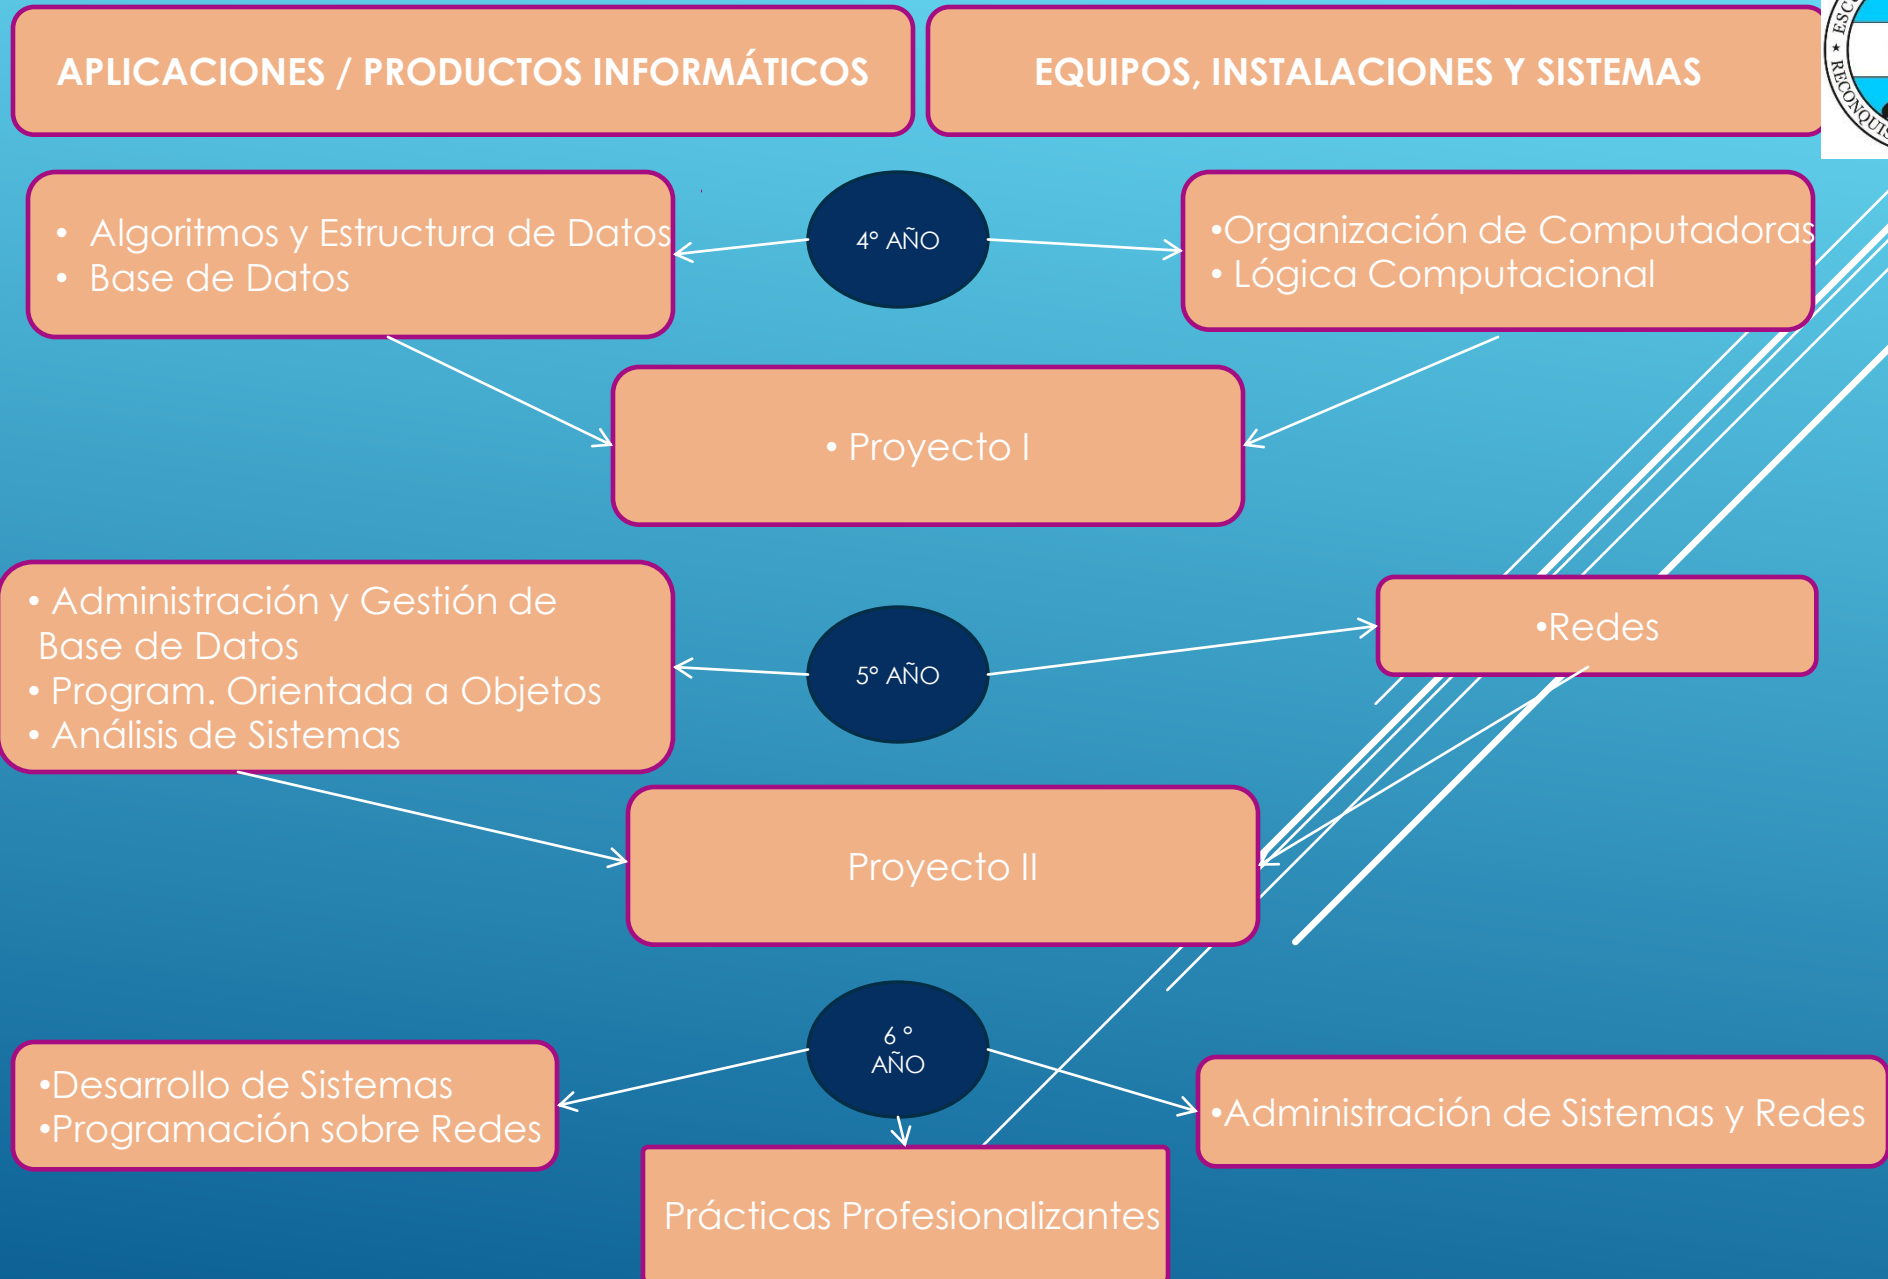 APLICACIONES / PRODUCTOS INFORMÁTICOS
EQUIPOS, INSTALACIONES Y SISTEMAS
• Algoritmos y Estructura de Datos
• Base de Datos
4° AÑO
•Organización de Computadoras
• Lógica Computacional
• Proyecto I
• Administración y Gestión de
Base de Datos
• Program. Orientada a Objetos
• Análisis de Sistemas
5° AÑO
•Redes
Proyecto II
6 °
AÑO
•Desarrollo de Sistemas
•Programación sobre Redes
•Administración de Sistemas y Redes
Prácticas Profesionalizantes